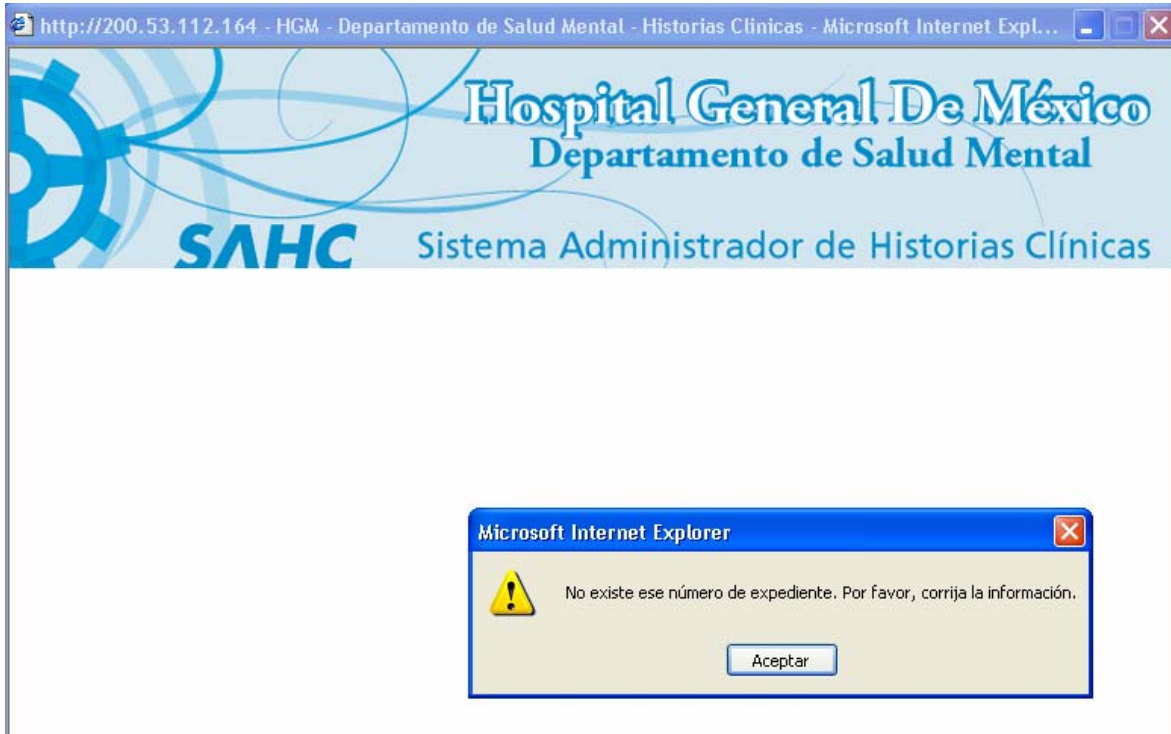 http://200.53.112.164 - HGM - Departamento de Salud Mental - Historias Clinicas - Microsoft Internet Expl...
Hospital General De México
Departamento de Salud Mental
SAHC Sistema Administrador de Historias Clínicas
Microsoft Internet Explorer
No existe ese número de expediente. Por favor, corrija la información.
Aceptar